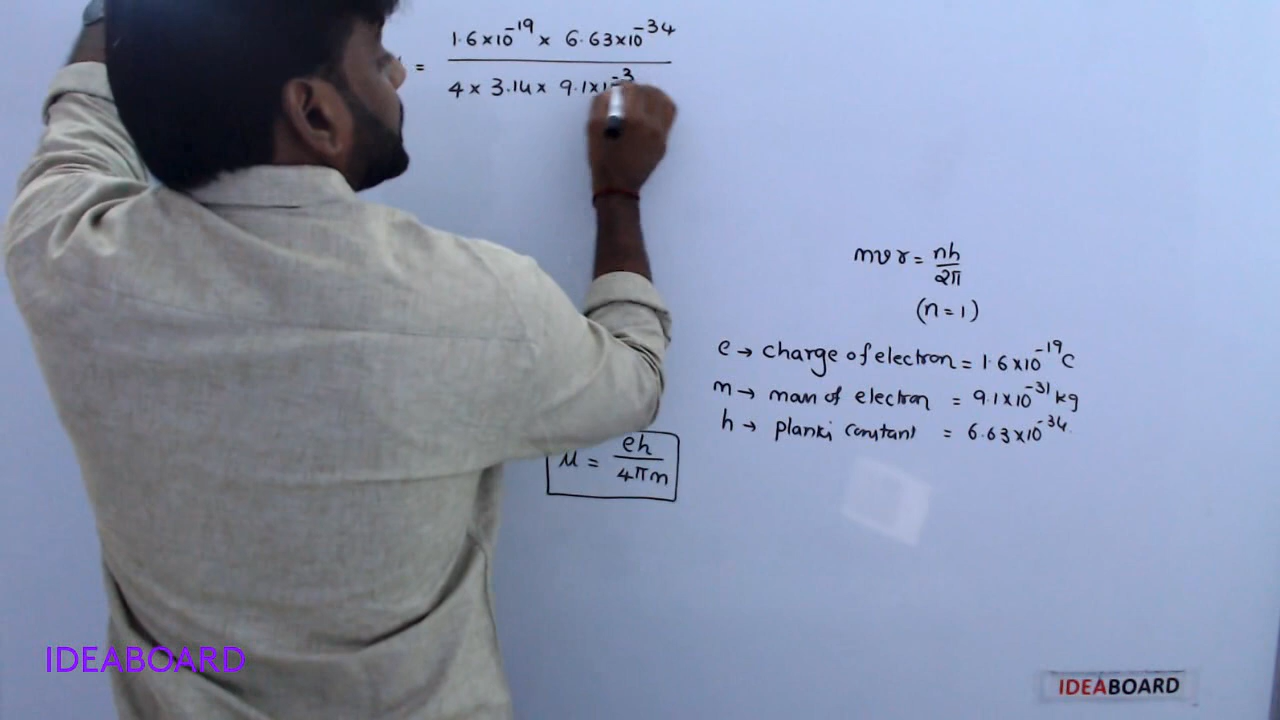 = 1.6×10⁻¹⁹ × 6.63×10⁻³⁴
4 × 3.14 × 9.1×1 ⁻³
mvr = nh/2π
(n = 1)
e → charge of electron = 1.6×10⁻¹⁹ C
m → mass of electron = 9.1×10⁻³¹ kg
h → planks constant = 6.63×10⁻³⁴.
μ = eh/4πm
IDEABOARD
IDEABOARD